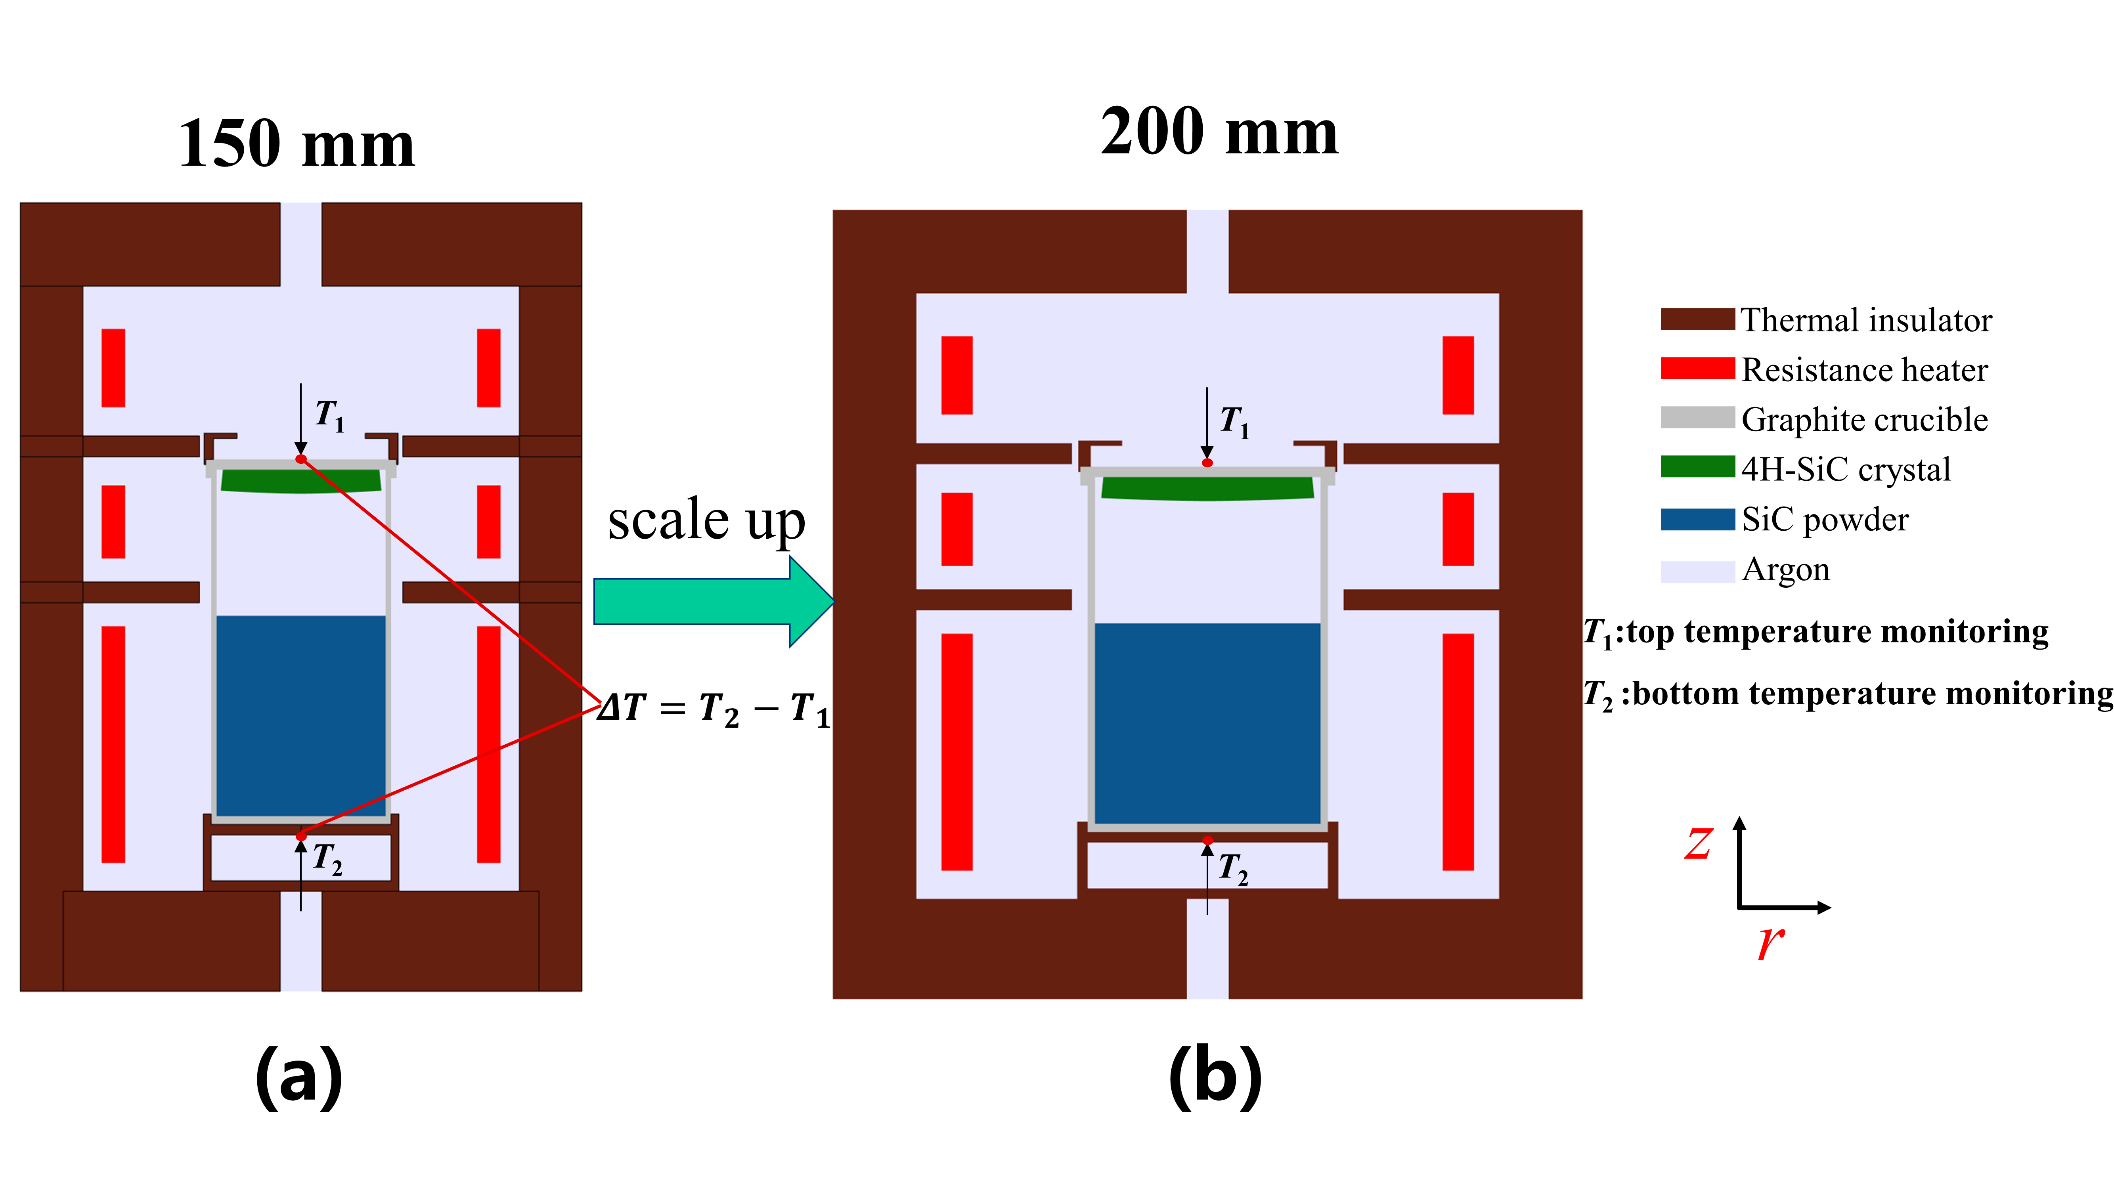 150 mm
200 mm
T1
T1
scale up
ΔT = T2 − T1
T2
T2
Thermal insulator
Resistance heater
Graphite crucible
4H-SiC crystal
SiC powder
Argon
T1:top temperature monitoring
T2 :bottom temperature monitoring
z
r
(a)
(b)